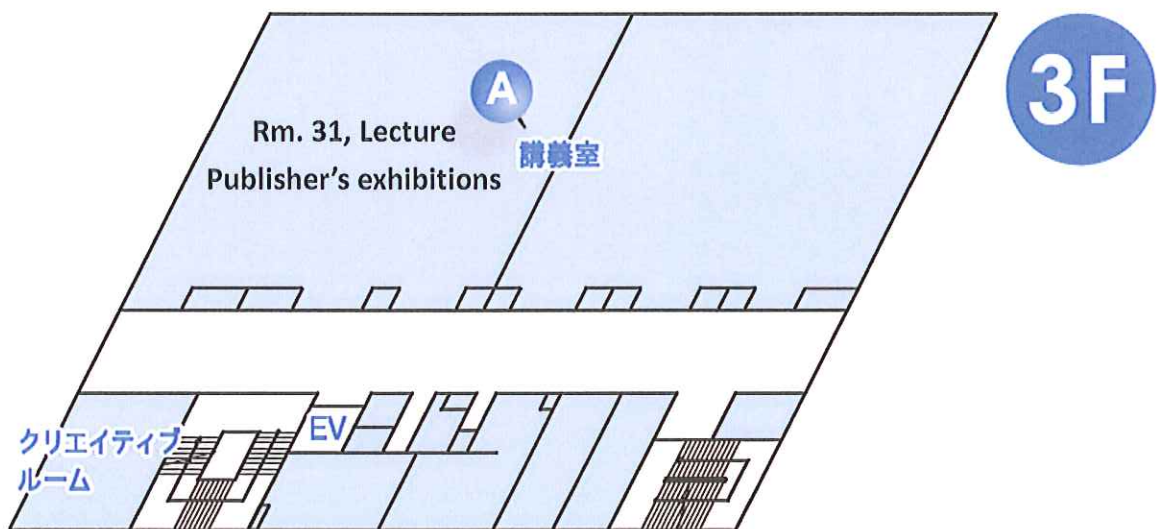 3F
A
講義室
Rm. 31, Lecture
Publisher's exhibitions
EV
クリエイティブ
ルーム